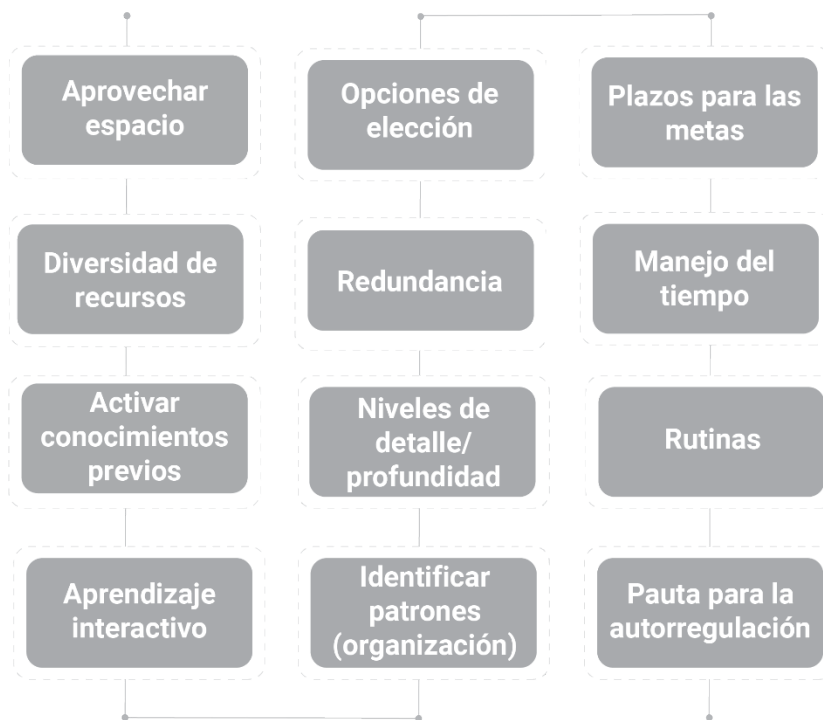 Aprovechar
espacio
Diversidad de
recursos
Activar
conocimientos
previos
Aprendizaje
interactivo
Opciones de
elección
Redundancia
Niveles de
detalle/
profundidad
Identificar
patrones
(organización)
Plazos para las
metas
Manejo del
tiempo
Rutinas
Pauta para la
autorregulación